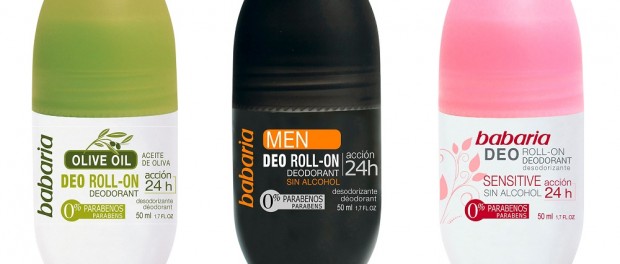 babaria
OLIVE OIL
ACEITE
DE OLIVA
DEO ROLL-ON
DEODORANT
acción
24 h
0% PARABENOS
PARABENS
desodorizante
déodorant
50 ml 1.7 FL.OZ
babaria
MEN
DEO ROLL-ON
DEODORANT
SIN ALCOHOL
acción
24h
0% PARABENOS
PARABENS
desodorizante
déodorant
50 ml 1.7 FL.OZ
babaria
DEO ROLL-ON
DEODORANT
desodorizante
SENSITIVE acción
SIN ALCOHOL 24 h
0% PARABENOS
PARABENS
50 ml 1.7 FL.OZ